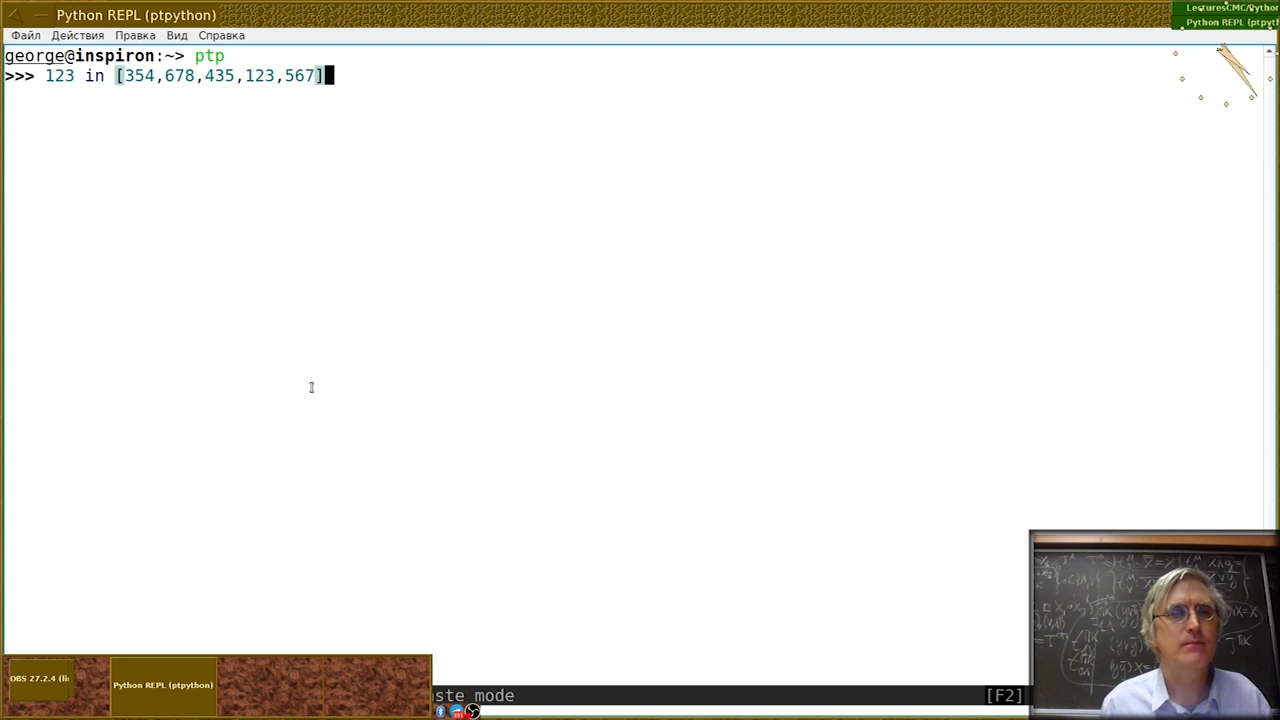 Python REPL (ptpython)
LecturesCMC/Python
Python REPL (ptpyt
Файл Действия Правка Вид Справка
george@inspiron:~> ptp
>>> 123 in [354,678,435,123,567]
OBS 27.2.4 (li
Python REPL (ptpython)
ste mode
[F2]